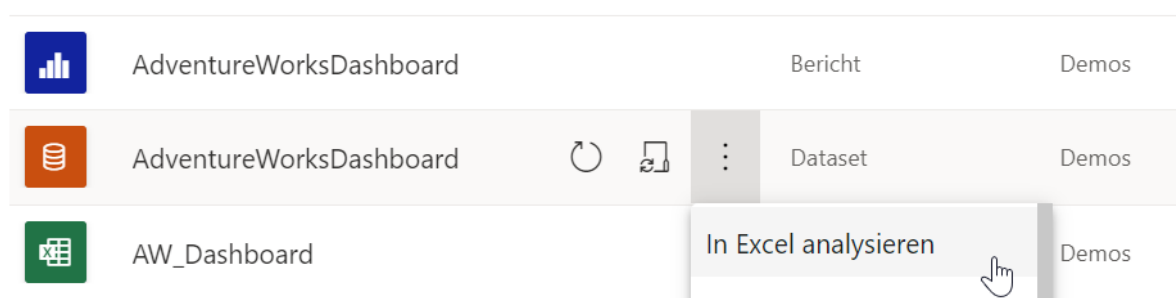 AdventureWorksDashboard Bericht Demos
AdventureWorksDashboard Dataset Demos
AW_Dashboard In Excel analysieren Demos